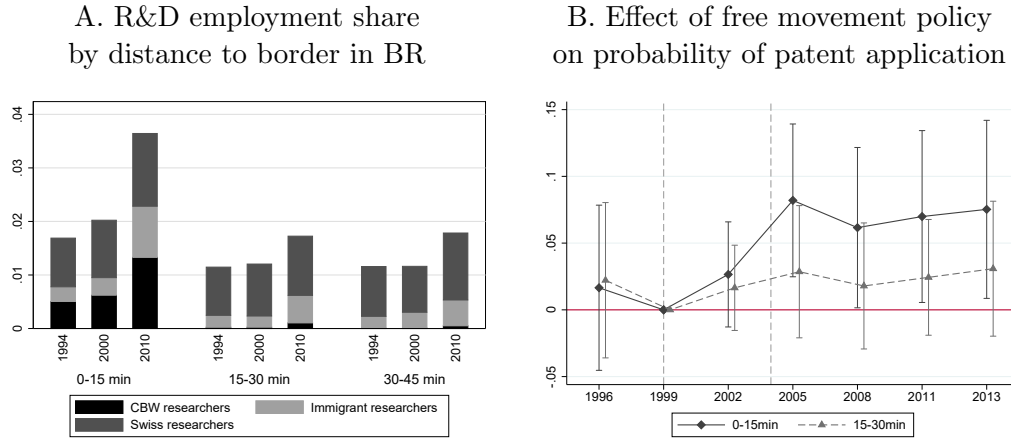 A. R&D employment share
by distance to border in BR
.04
.03
.02
.01
0
1994
2000
2010
1994
2000
2010
1994
2000
2010
0-15 min
15-30 min
30-45 min
CBW researchers
Immigrant researchers
Swiss researchers
B. Effect of free movement policy
on probability of patent application
.15
.1
.05
0
-.05
1996
1999
2002
2005
2008
2011
2013
0-15min
15-30min